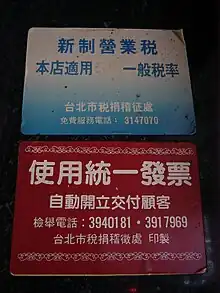 新制營業稅
本店適用 一般稅率
台北市稅捐稽征處
免費服務電話：3147070
使用統一發票
自動開立交付顧客
檢舉電話：3940181・3917969
台北市稅捐稽徵處 印製